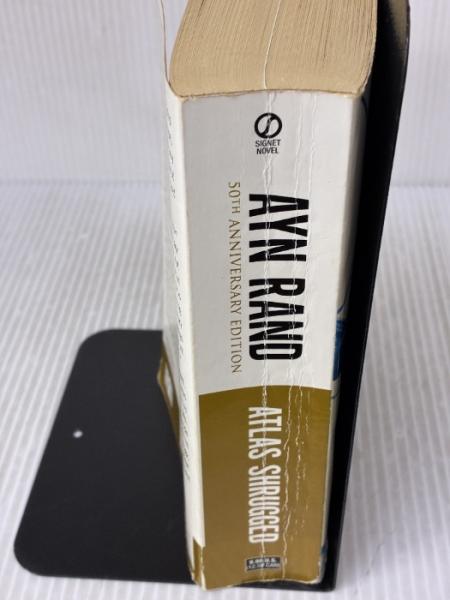 SIGNET
NOVEL
AYN RAND
50TH ANNIVERSARY EDITION
ATLAS SHRUGGED